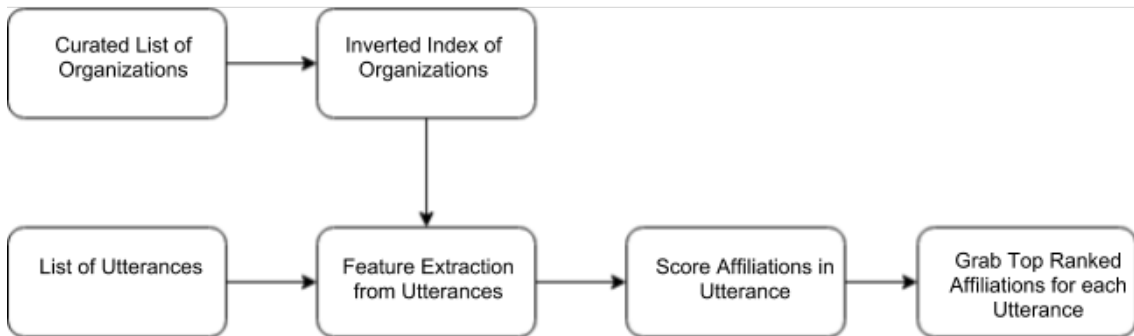 Curated List of
Organizations
Inverted Index of
Organizations
List of Utterances
Feature Extraction
from Utterances
Score Affiliations in
Utterance
Grab Top Ranked
Affiliations for each
Utterance